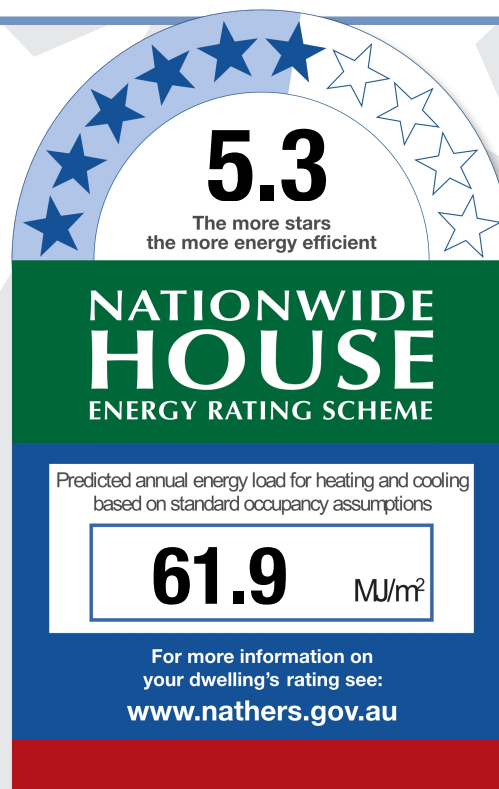 5.3
The more stars
the more energy efficient
NATIONWIDE
HOUSE
ENERGY RATING SCHEME
Predicted annual energy load for heating and cooling
based on standard occupancy assumptions
61.9 MJ/m²
For more information on
your dwelling's rating see:
www.nathers.gov.au